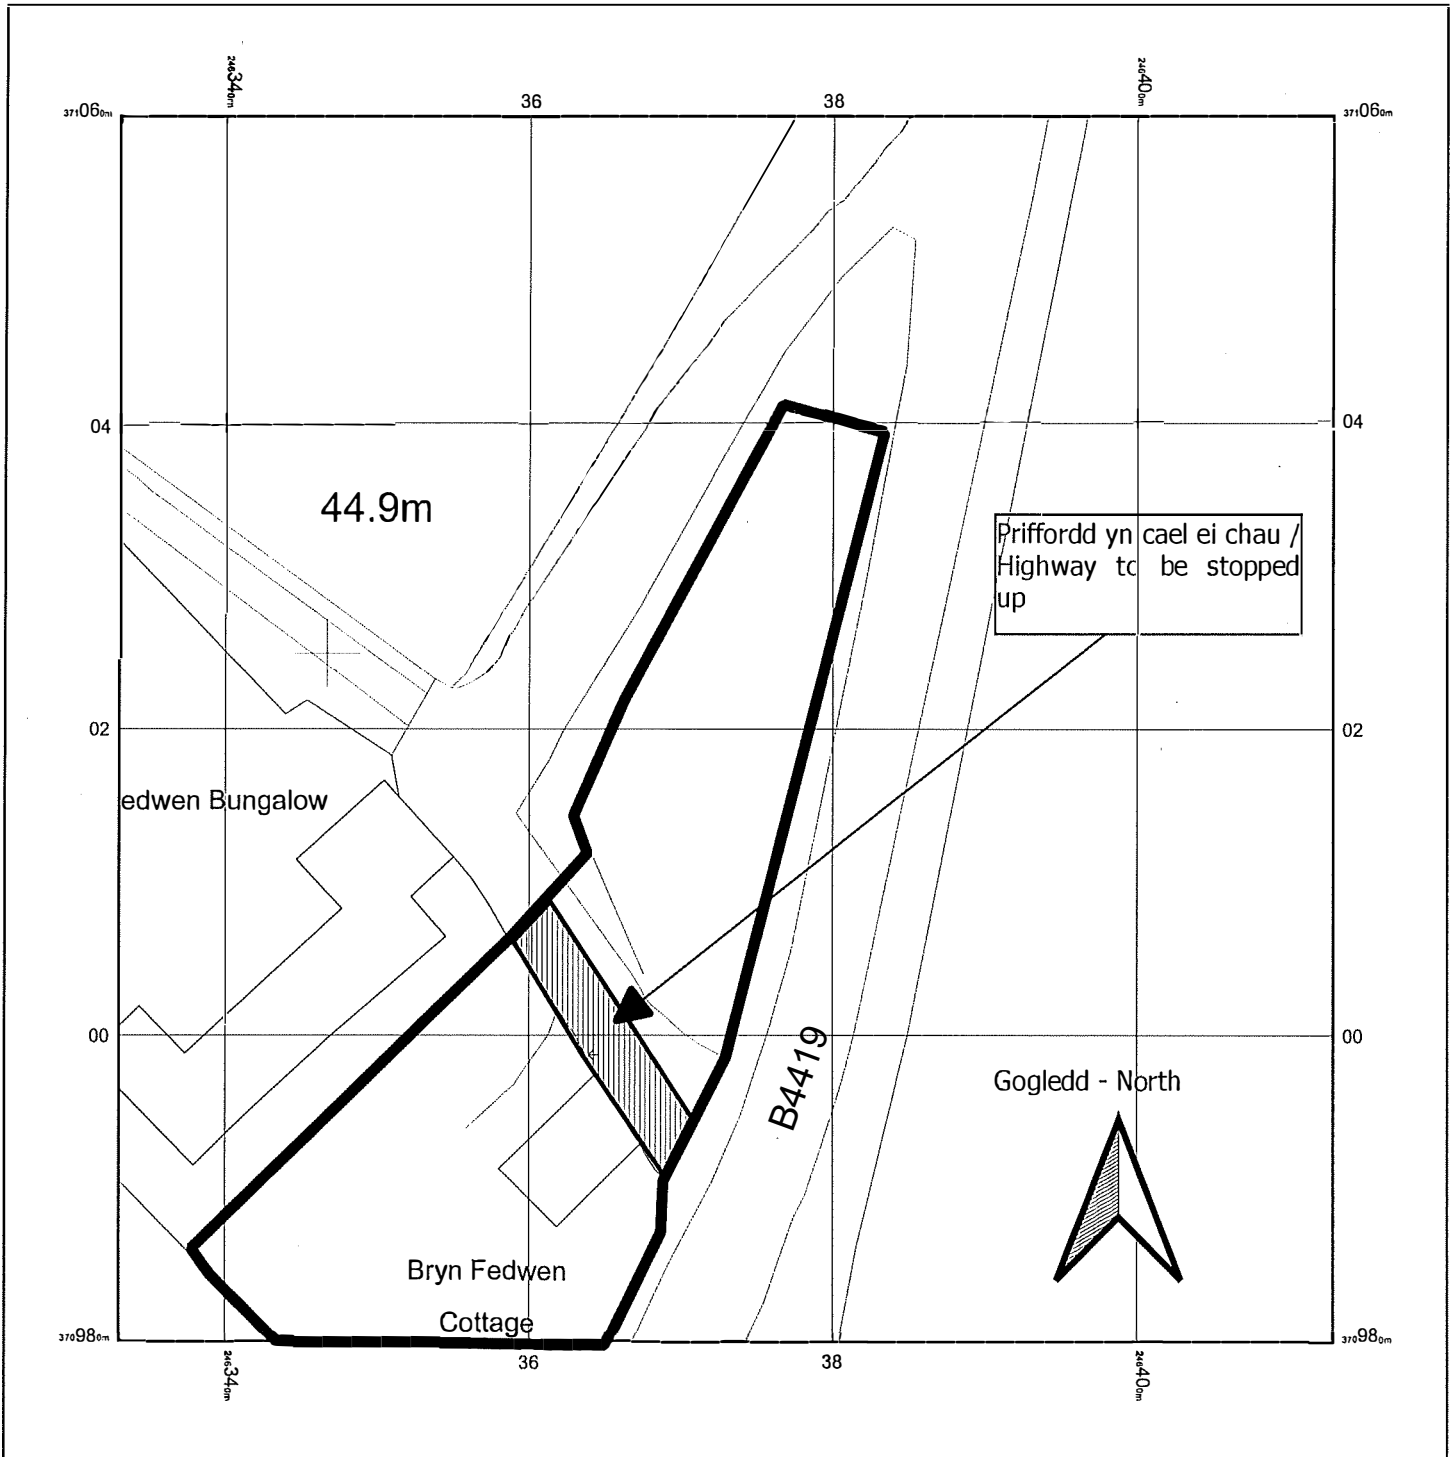 246340m
36
38
246400m
371060m
371060m
04
04
44.9m
Priffordd yn cael ei chau /
Highway to be stopped
up
02
02
edwen Bungalow
00
00
B4419
Gogledd - North
Bryn Fedwen
Cottage
370980m
370980m
246340m
36
38
246400m